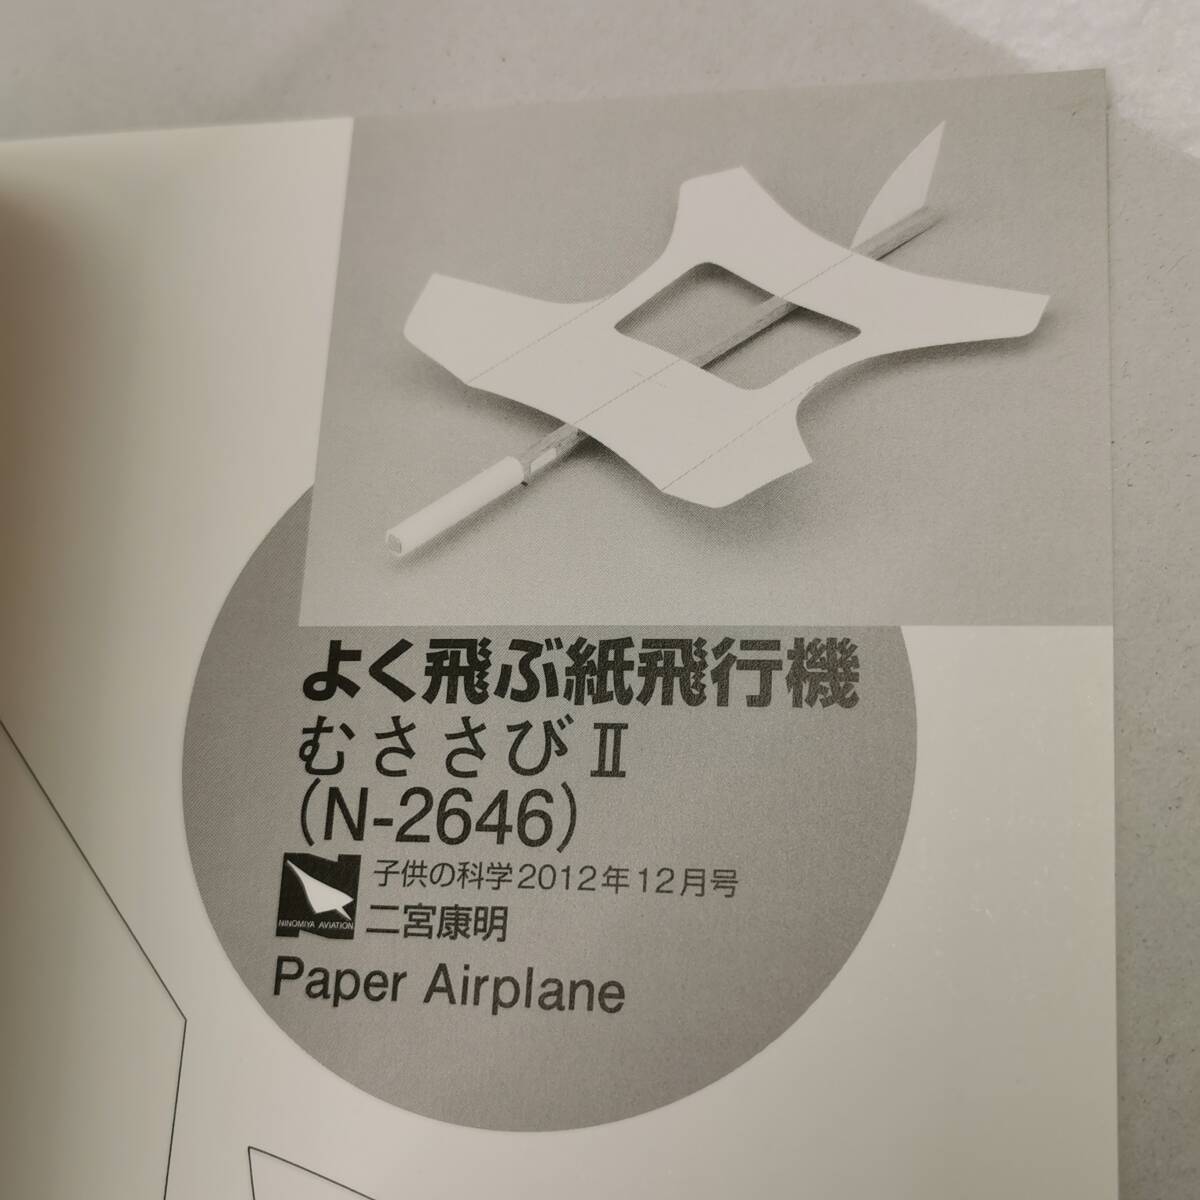 よく飛ぶ紙飛行機
むささびⅡ
(N-2646)
子供の科学2012年12月号
NINOMIYA AVIATION
二宮康明
Paper Airplane